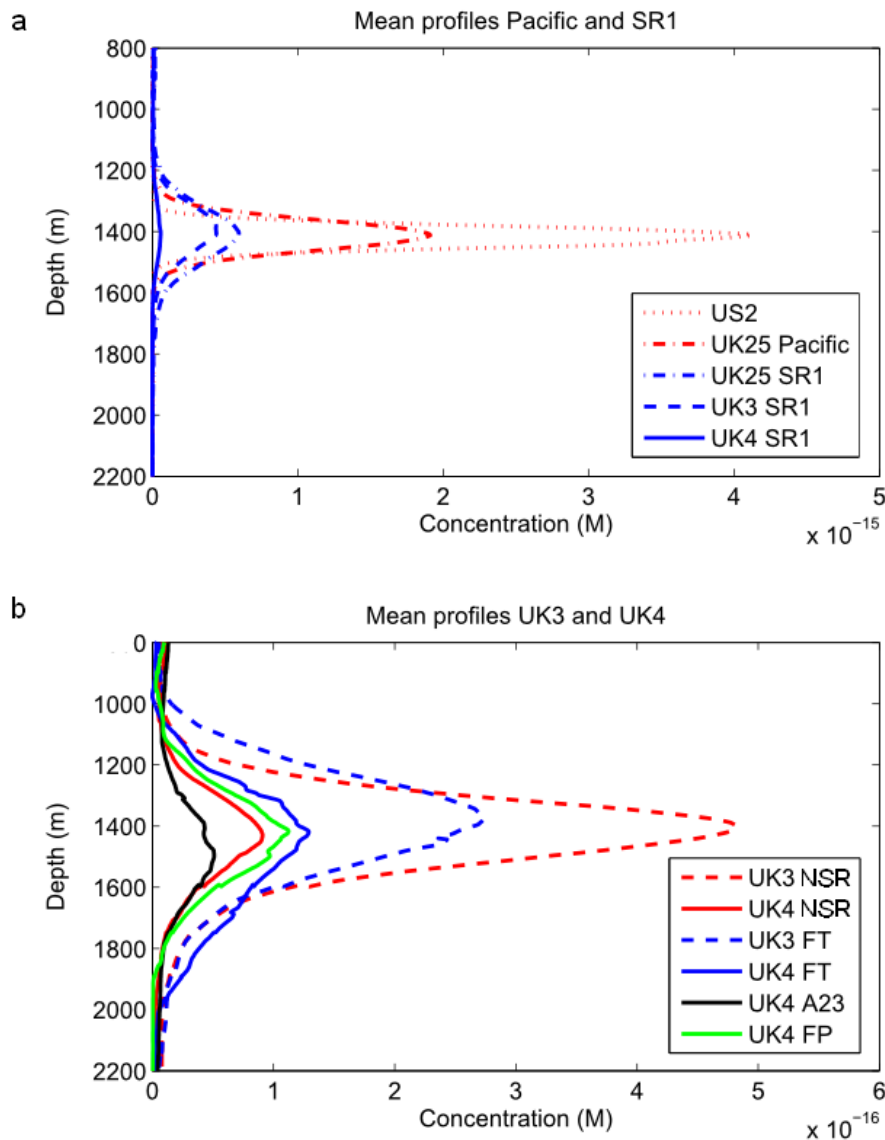 a
Mean profiles Pacific and SR1
800
1000
1200
1400
1600
1800
2000
2200
Depth (m)
0 1 2 3 4 5
Concentration (M)
x 10⁻¹⁵
US2
UK25 Pacific
UK25 SR1
UK3 SR1
UK4 SR1
b
Mean profiles UK3 and UK4
0
1000
1200
1400
1600
1800
2000
2200
Depth (m)
0 1 2 3 4 5 6
Concentration (M)
x 10⁻¹⁶
UK3 NSR
UK4 NSR
UK3 FT
UK4 FT
UK4 A23
UK4 FP